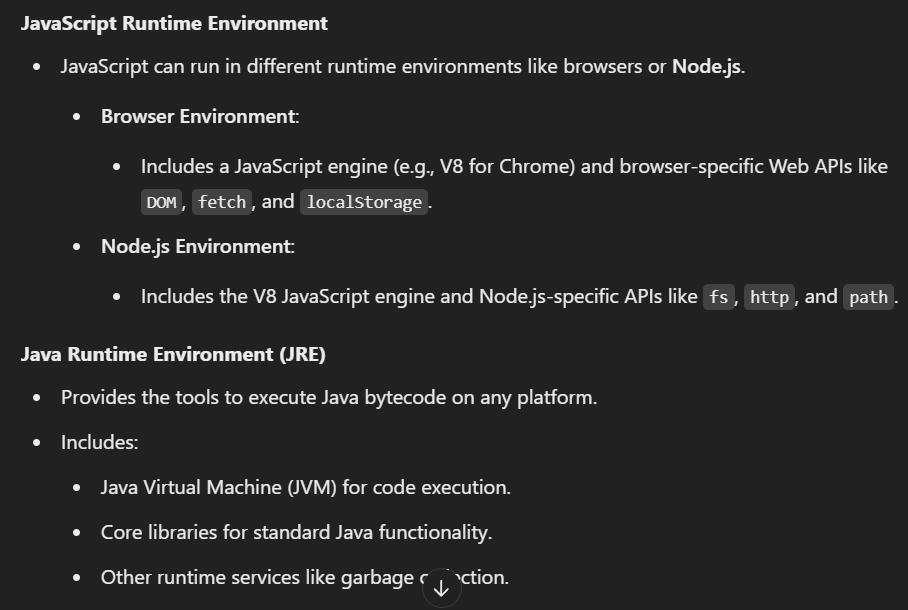 JavaScript Runtime Environment
• JavaScript can run in different runtime environments like browsers or Node.js.
• Browser Environment:
• Includes a JavaScript engine (e.g., V8 for Chrome) and browser-specific Web APIs like
DOM, fetch, and localStorage.
• Node.js Environment:
• Includes the V8 JavaScript engine and Node.js-specific APIs like fs, http, and path.
Java Runtime Environment (JRE)
• Provides the tools to execute Java bytecode on any platform.
• Includes:
• Java Virtual Machine (JVM) for code execution.
• Core libraries for standard Java functionality.
• Other runtime services like garbage collection.